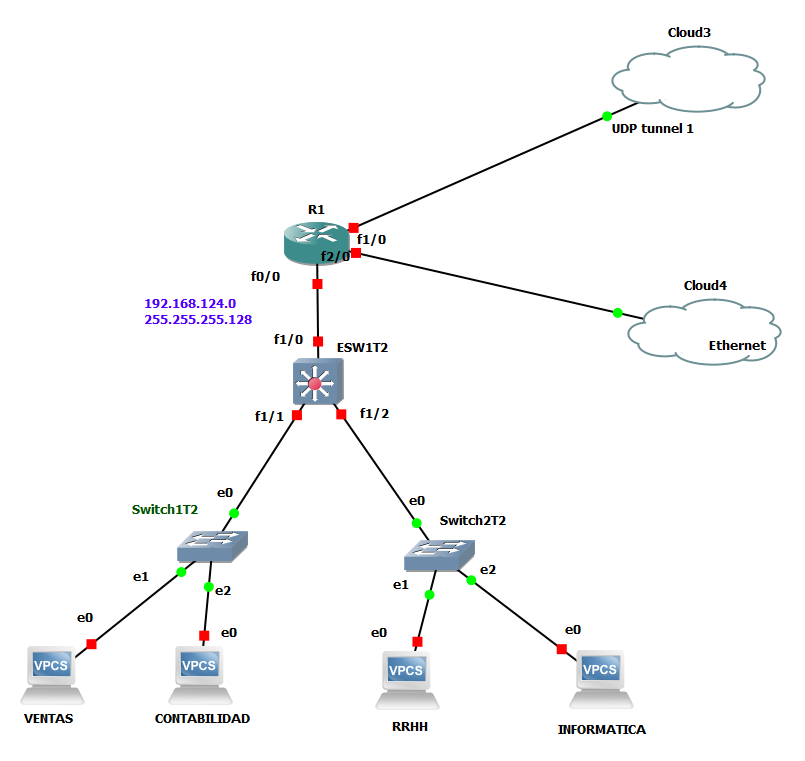 Cloud3
UDP tunnel 1
R1
f1/0
f2/0
f0/0
Cloud4
192.168.124.0
255.255.255.128
Ethernet
f1/0
ESW1T2
f1/1
f1/2
e0
e0
Switch1T2
Switch2T2
e1
e2
e1
e2
e0
e0
e0
e0
VPCS
VPCS
VPCS
VPCS
VENTAS
CONTABILIDAD
RRHH
INFORMATICA